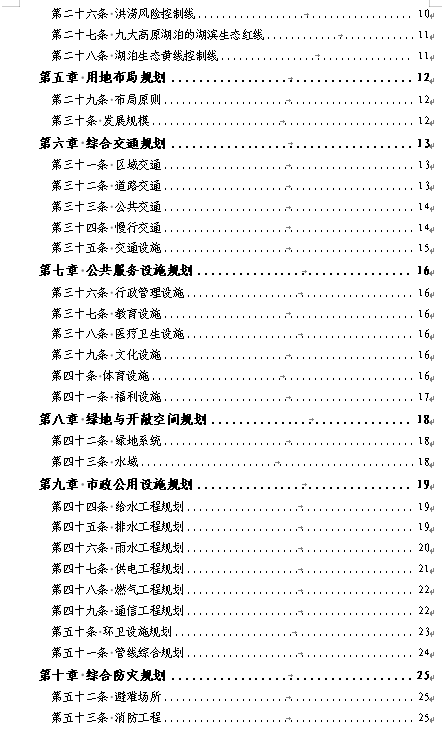 第二十六条 洪涝风险控制线 10
第二十七条 九大高原湖泊的湖滨生态红线 11
第二十八条 湖泊生态黄线控制线 11
第五章 用地布局规划 12
第二十九条 布局原则 12
第三十条 发展规模 12
第六章 综合交通规划 13
第三十一条 区域交通 13
第三十二条 道路交通 13
第三十三条 公共交通 14
第三十四条 慢行交通 14
第三十五条 交通设施 15
第七章 公共服务设施规划 16
第三十六条 行政管理设施 16
第三十七条 教育设施 16
第三十八条 医疗卫生设施 16
第三十九条 文化设施 16
第四十条 体育设施 16
第四十一条 福利设施 17
第八章 绿地与开敞空间规划 18
第四十二条 绿地系统 18
第四十三条 水域 18
第九章 市政公用设施规划 19
第四十四条 给水工程规划 19
第四十五条 排水工程规划 19
第四十六条 雨水工程规划 20
第四十七条 供电工程规划 21
第四十八条 燃气工程规划 22
第四十九条 通信工程规划 22
第五十条 环卫设施规划 23
第五十一条 管线综合规划 24
第十章 综合防灾规划 25
第五十二条 避难场所 25
第五十三条 消防工程 25